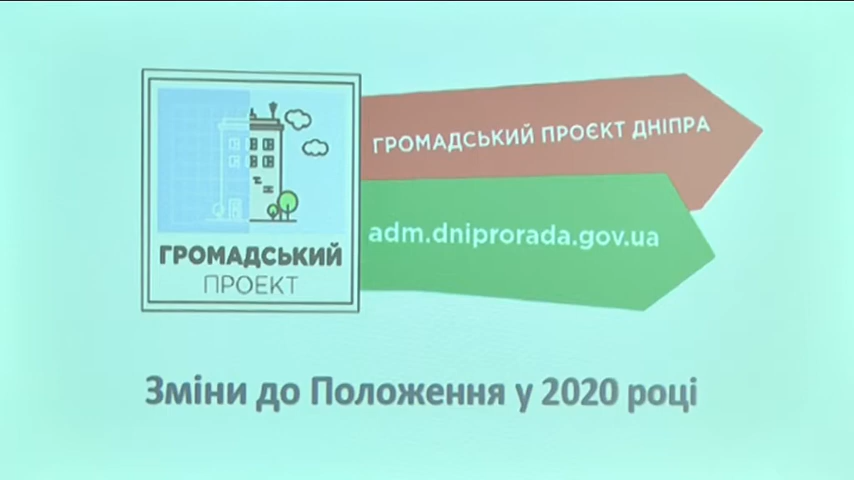 ГРОМАДСЬКИЙ ПРОЄКТ ДНІПРА
adm.dniprorada.gov.ua
ГРОМАДСЬКИЙ
ПРОЕКТ
Зміни до Положення у 2020 році